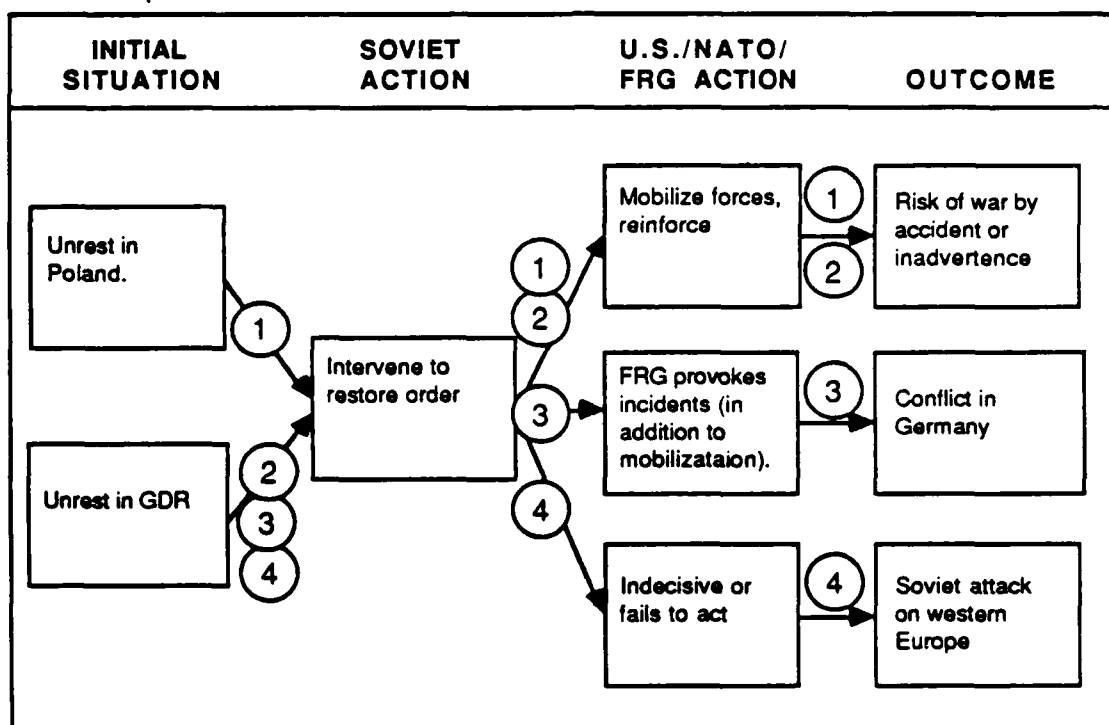 INITIAL
SITUATION
SOVIET
ACTION
U.S./NATO/
FRG ACTION
OUTCOME
Unrest in
Poland.
1
Unrest in GDR
2
3
4
Intervene to
restore order
1
2
3
4
Mobilize forces,
reinforce
1
2
Risk of war by
accident or
inadvertence
FRG provokes
incidents (in
addition to
mobilizataion).
3
Conflict in
Germany
Indecisive or
fails to act
4
Soviet attack
on western
Europe